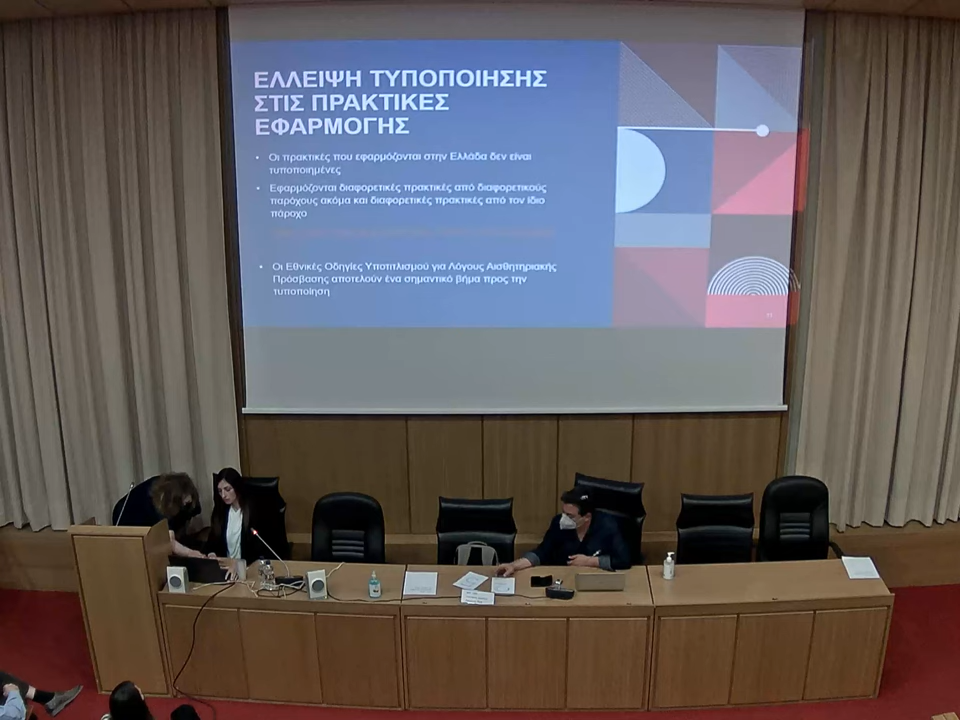 ΕΛΛΕΙΨΗ ΤΥΠΟΠΟΙΗΣΗΣ
ΣΤΙΣ ΠΡΑΚΤΙΚΕΣ
ΕΦΑΡΜΟΓΗΣ
• Οι πρακτικές που εφαρμόζονται στην Ελλάδα δεν είναι
τυποποιημένες
• Εφαρμόζονται διαφορετικές πρακτικές από διαφορετικούς
παρόχους ακόμα και διαφορετικές πρακτικές από τον ίδιο
πάροχο
• Οι Εθνικές Οδηγίες Υποτιτλισμού για Λόγους Αισθητηριακής
Πρόσβασης αποτελούν ένα σημαντικό βήμα προς την
τυποποίηση